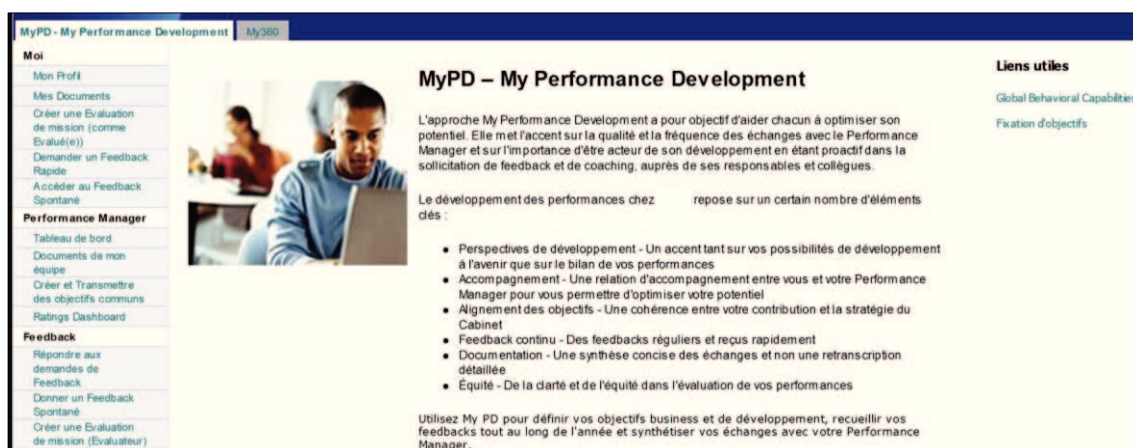 MyPD - My Performance Development
My360
Moi
Mon Profil
Mes Documents
Créer une Evaluation
de mission (comme
Evalué(e))
Demander un Feedback
Rapide
Accéder au Feedback
Spontané
Performance Manager
Tableau de bord
Documents de mon
équipe
Créer et Transmettre
des objectifs communs
Ratings Dashboard
Feedback
Répondre aux
demandes de
Feedback
Donner un Feedback
Spontané
Créer une Evaluation
de mission (Evaluateur)
MyPD – My Performance Development
L'approche My Performance Development a pour objectif d'aider chacun à optimiser son
potentiel. Elle met l'accent sur la qualité et la fréquence des échanges avec le Performance
Manager et sur l'importance d'être acteur de son développement en étant proactif dans la
sollicitation de feedback et de coaching, auprès de ses responsables et collègues.
Le développement des performances chez repose sur un certain nombre d'éléments
clés :
• Perspectives de développement - Un accent tant sur vos possibilités de développement
à l'avenir que sur le bilan de vos performances
• Accompagnement - Une relation d'accompagnement entre vous et votre Performance
Manager pour vous permettre d'optimiser votre potentiel
• Alignement des objectifs - Une cohérence entre votre contribution et la stratégie du
Cabinet
• Feedback continu - Des feedbacks réguliers et reçus rapidement
• Documentation - Une synthèse concise des échanges et non une retranscription
détaillée
• Équité - De la clarté et de l'équité dans l'évaluation de vos performances
Utilisez My PD pour définir vos objectifs business et de développement, recueillir vos
feedbacks tout au long de l'année et synthétiser vos échanges avec votre Performance
Manager.
Liens utiles
Global Behavioral Capabilities
Fixation d'objectifs